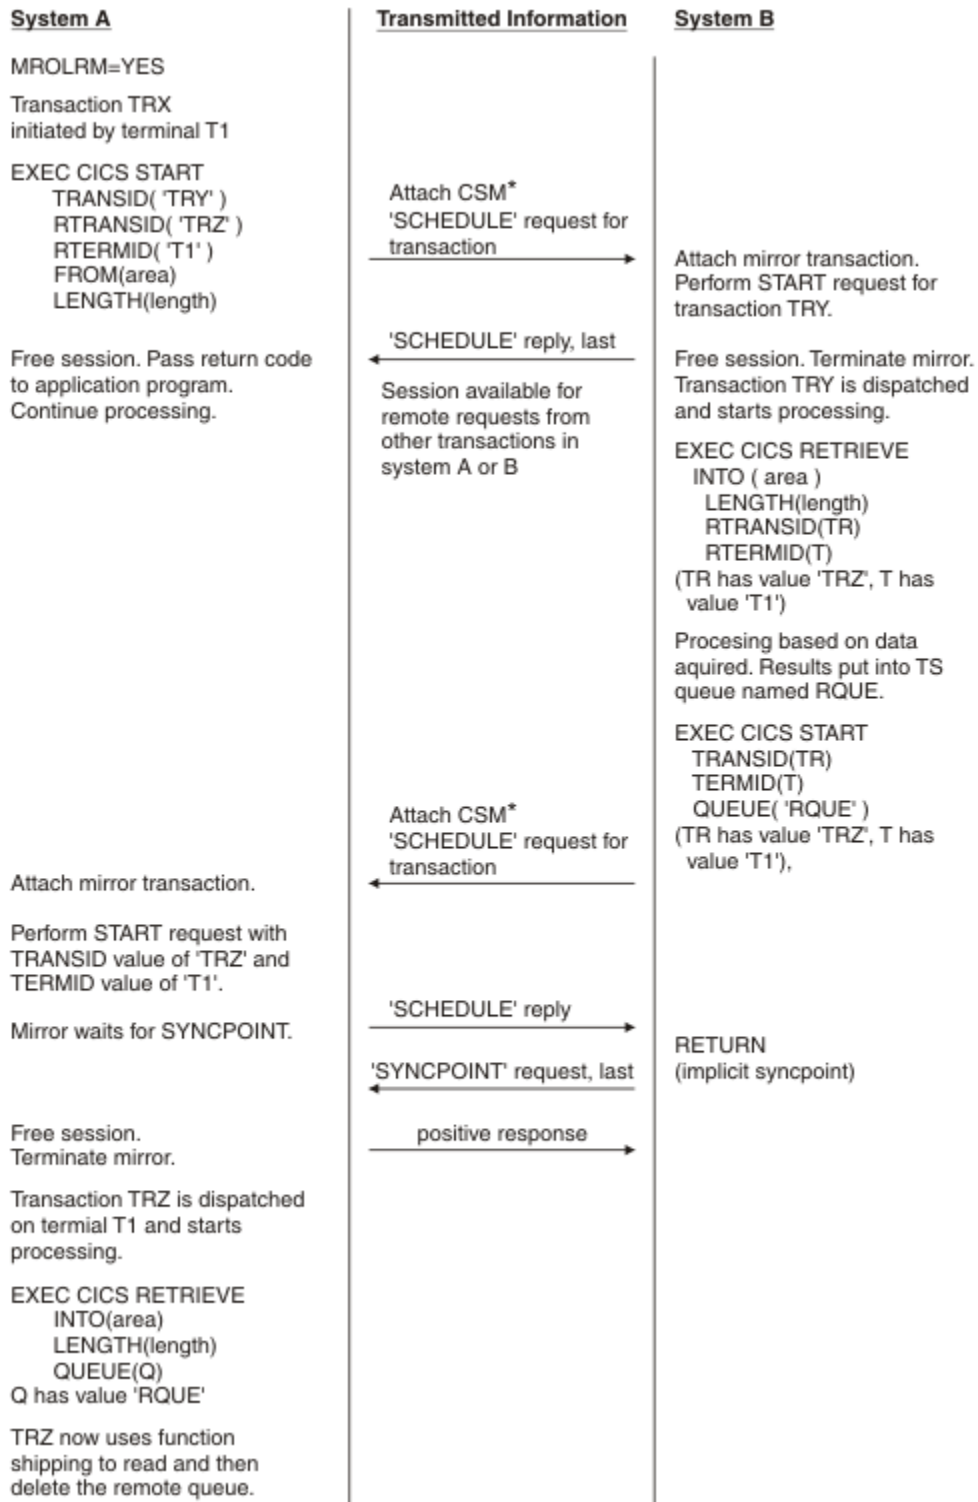 System A
Transmitted Information
System B
MROLRM=YES
Transaction TRX
initiated by terminal T1
EXEC CICS START
TRANSID( 'TRY' )
RTRANSID( 'TRZ' )
RTERMID( 'T1' )
FROM(area)
LENGTH(length)
Attach CSM*
'SCHEDULE' request for
transaction
Attach mirror transaction.
Perform START request for
transaction TRY.
'SCHEDULE' reply, last
Free session. Pass return code
to application program.
Continue processing.
Session available for
remote requests from
other transactions in
system A or B
Free session. Terminate mirror.
Transaction TRY is dispatched
and starts processing.
EXEC CICS RETRIEVE
INTO ( area )
LENGTH(length)
RTRANSID(TR)
RTERMID(T)
(TR has value 'TRZ', T has
value 'T1')
Procesing based on data
aquired. Results put into TS
queue named RQUE.
EXEC CICS START
TRANSID(TR)
TERMID(T)
QUEUE( 'RQUE' )
(TR has value 'TRZ', T has
value 'T1'),
Attach CSM*
'SCHEDULE' request for
transaction
Attach mirror transaction.
Perform START request with
TRANSID value of 'TRZ' and
TERMID value of 'T1'.
'SCHEDULE' reply
Mirror waits for SYNCPOINT.
RETURN
(implicit syncpoint)
'SYNCPOINT' request, last
Free session.
Terminate mirror.
positive response
Transaction TRZ is dispatched
on termial T1 and starts
processing.
EXEC CICS RETRIEVE
INTO(area)
LENGTH(length)
QUEUE(Q)
Q has value 'RQUE'
TRZ now uses function
shipping to read and then
delete the remote queue.